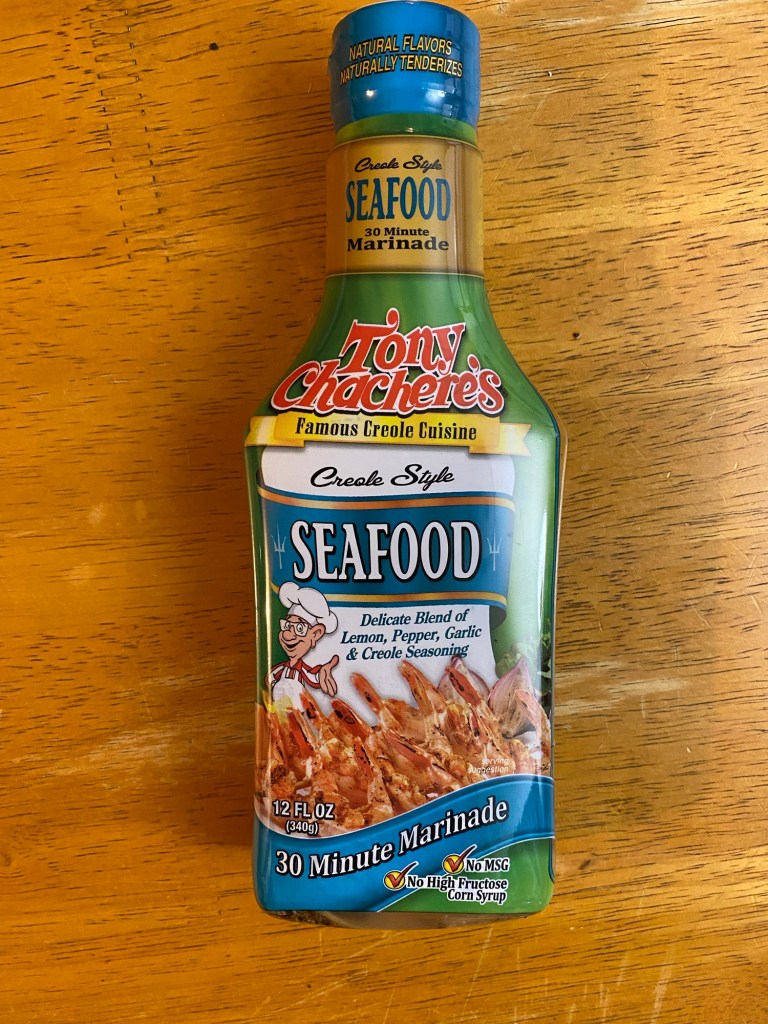 NATURAL FLAVORS
NATURALLY TENDERIZES
Creole Style
SEAFOOD
30 Minute
Marinade
Tony
Chachere's
Famous Creole Cuisine
Creole Style
SEAFOOD
Delicate Blend of
Lemon, Pepper, Garlic
& Creole Seasoning
serving
suggestion
12 FL OZ
(340g)
30 Minute Marinade
No MSG
No High Fructose
Corn Syrup